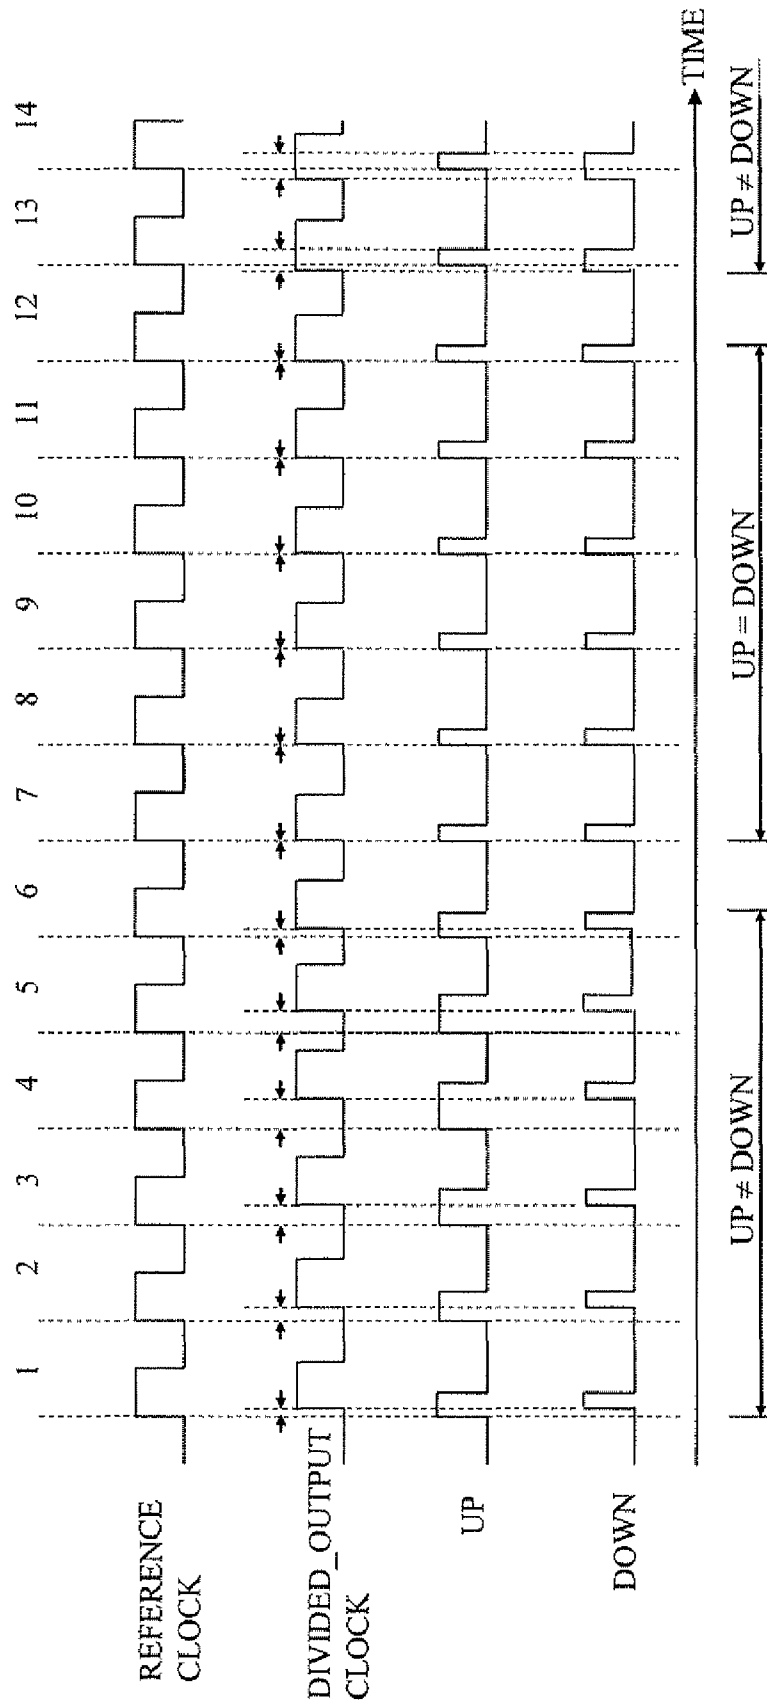 1 2 3 4 5 6 7 8 9 10 11 12 13 14
REFERENCE
CLOCK
DIVIDED_OUTPUT
CLOCK
UP
DOWN
TIME
UP ≠ DOWN UP = DOWN UP ≠ DOWN